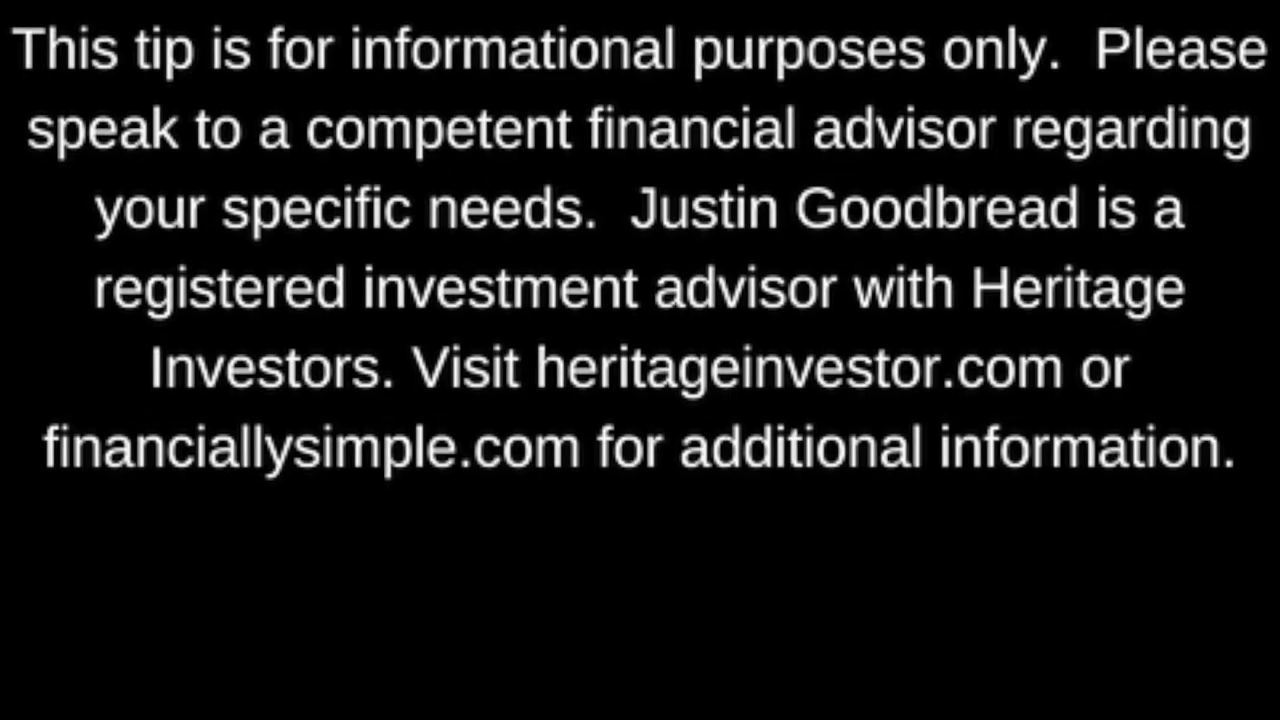 This tip is for informational purposes only.  Please
speak to a competent financial advisor regarding
your specific needs.  Justin Goodbread is a
registered investment advisor with Heritage
Investors. Visit heritageinvestor.com or
financiallysimple.com for additional information.